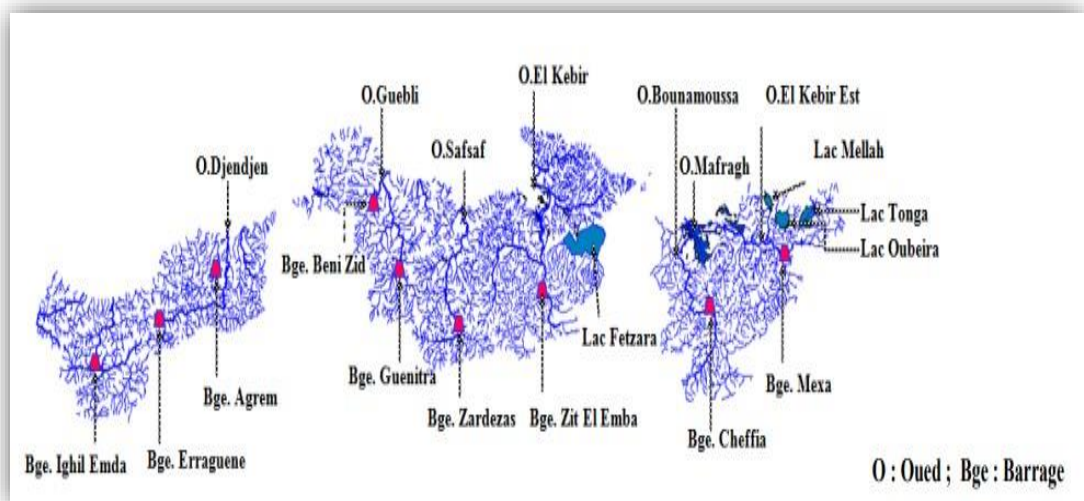 O.El Kebir
O.Guebli
O.Bounamoussa
O.El Kebir Est
O.Safsaf
Lac Mellah
O.Djendjen
O.Mafragh
Lac Tonga
Lac Oubeira
Bge. Beni Zid
Lac Fetzara
Bge. Guenitra
Bge. Mexa
Bge. Agrem
Bge. Zardezas
Bge. Zit El Emba
Bge. Cheffia
Bge. Ighil Emda
Bge. Erraguene
O : Oued ; Bge : Barrage